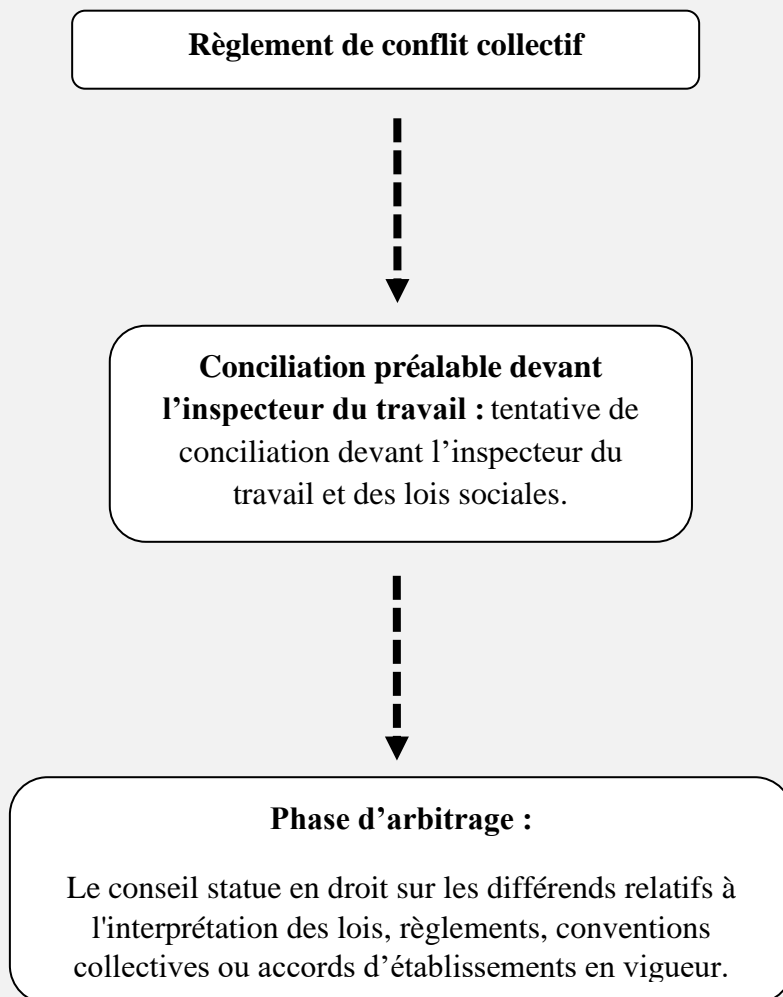 Règlement de conflit collectif
Conciliation préalable devant
l’inspecteur du travail : tentative de
conciliation devant l’inspecteur du
travail et des lois sociales.
Phase d’arbitrage :
Le conseil statue en droit sur les différends relatifs à
l'interprétation des lois, règlements, conventions
collectives ou accords d’établissements en vigueur.